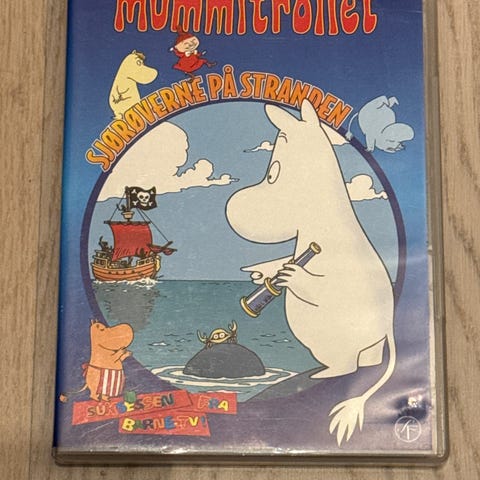 Mummitrollet
SJØRØVERNE PÅ STRANDEN
SUKSESSEN FRA
BARNE-TV!